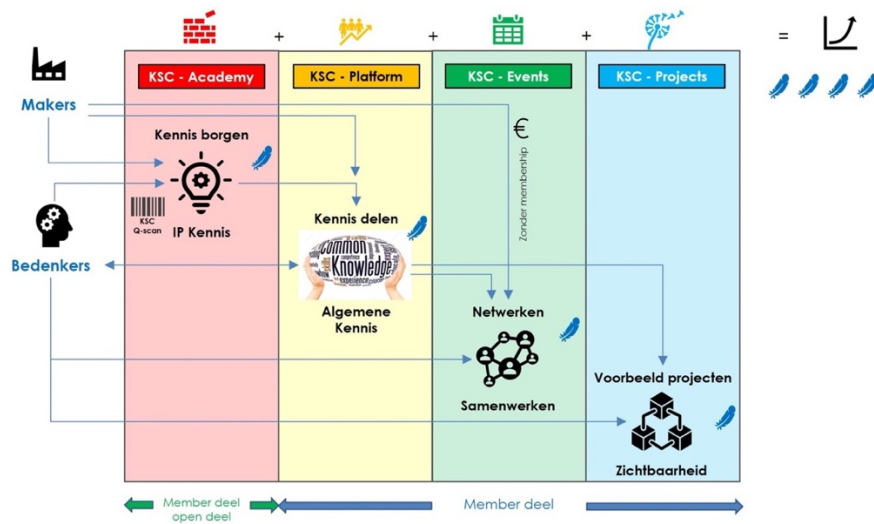 + + + =
KSC - Academy
KSC - Platform
KSC - Events
KSC - Projects
Makers
Kennis borgen
€
Zonder membership
KSC
Q-scan
IP Kennis
Kennis delen
Bedenkers
Common
Knowledge
Algemene
Kennis
Netwerken
Samenwerken
Voorbeeld projecten
Zichtbaarheid
Member deel
open deel
Member deel